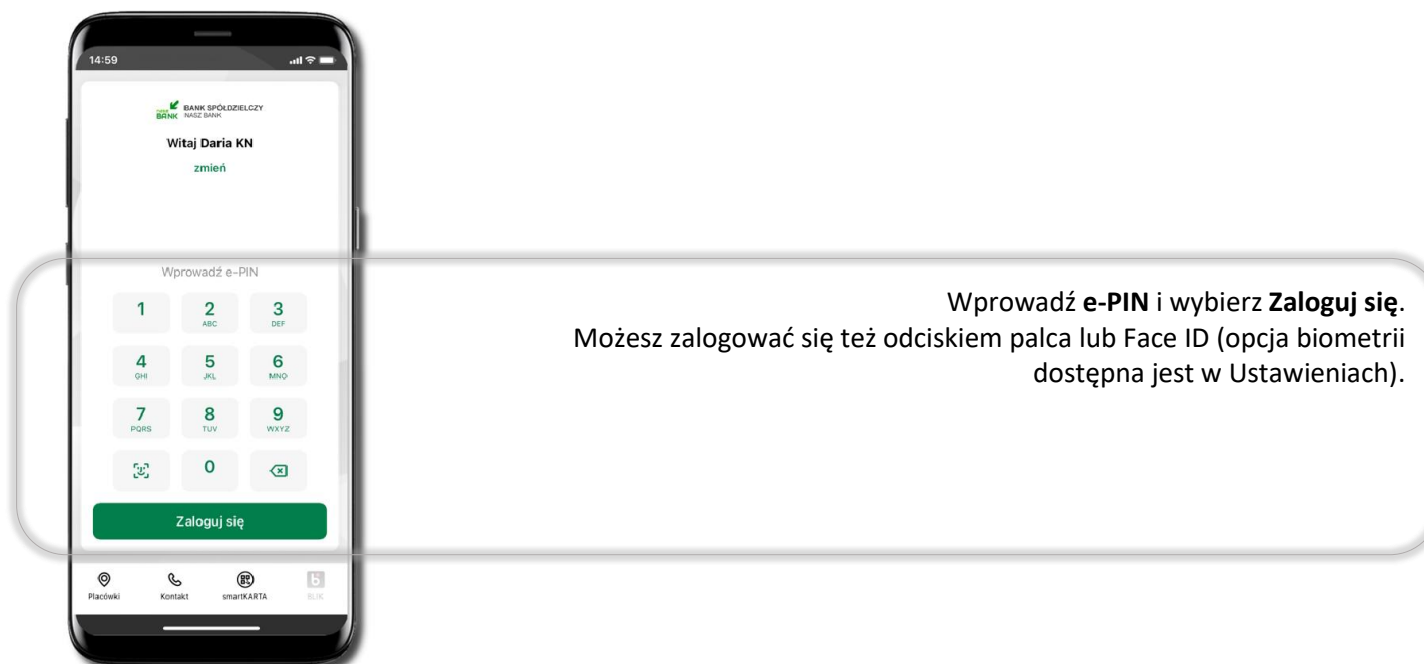 14:59
nasz BANK
BANK SPÓŁDZIELCZY
NASZ BANK
Witaj Daria KN
zmień
Wprowadź e-PIN
1 2 3
ABC DEF
4 5 6
GHI JKL MNO
7 8 9
PQRS TUV WXYZ
0
Zaloguj się
Placówki Kontakt smartKARTA BLIK
Wprowadź e-PIN i wybierz Zaloguj się.
Możesz zalogować się też odciskiem palca lub Face ID (opcja biometrii
dostępna jest w Ustawieniach).